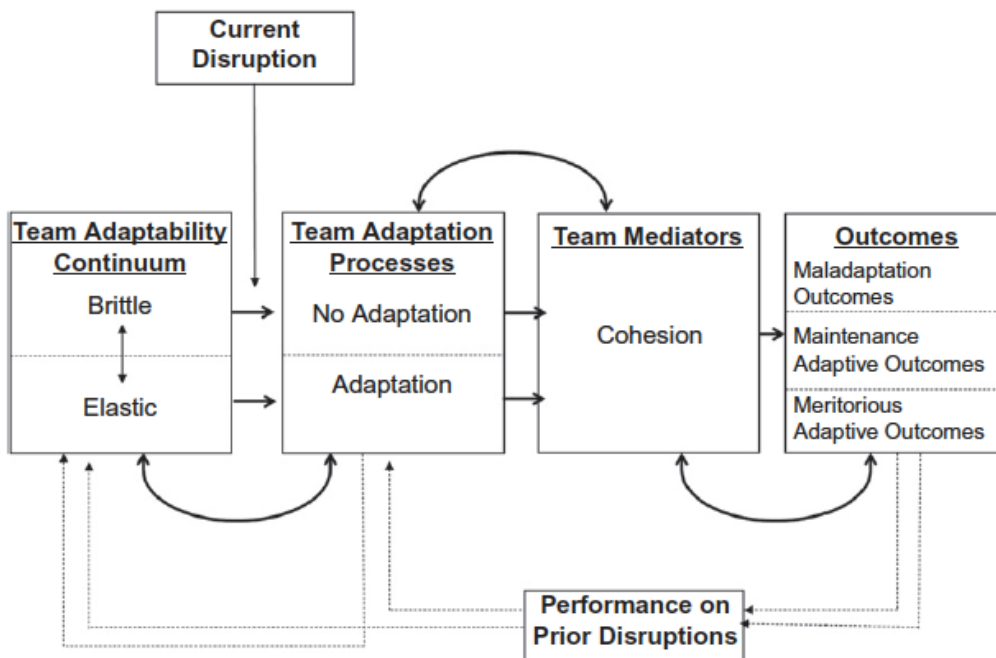 Current
Disruption
Team Adaptability
Continuum
Brittle
Elastic
Team Adaptation
Processes
No Adaptation
Adaptation
Team Mediators
Cohesion
Outcomes
Maladaptation
Outcomes
Maintenance
Adaptive Outcomes
Meritorious
Adaptive Outcomes
Performance on
Prior Disruptions